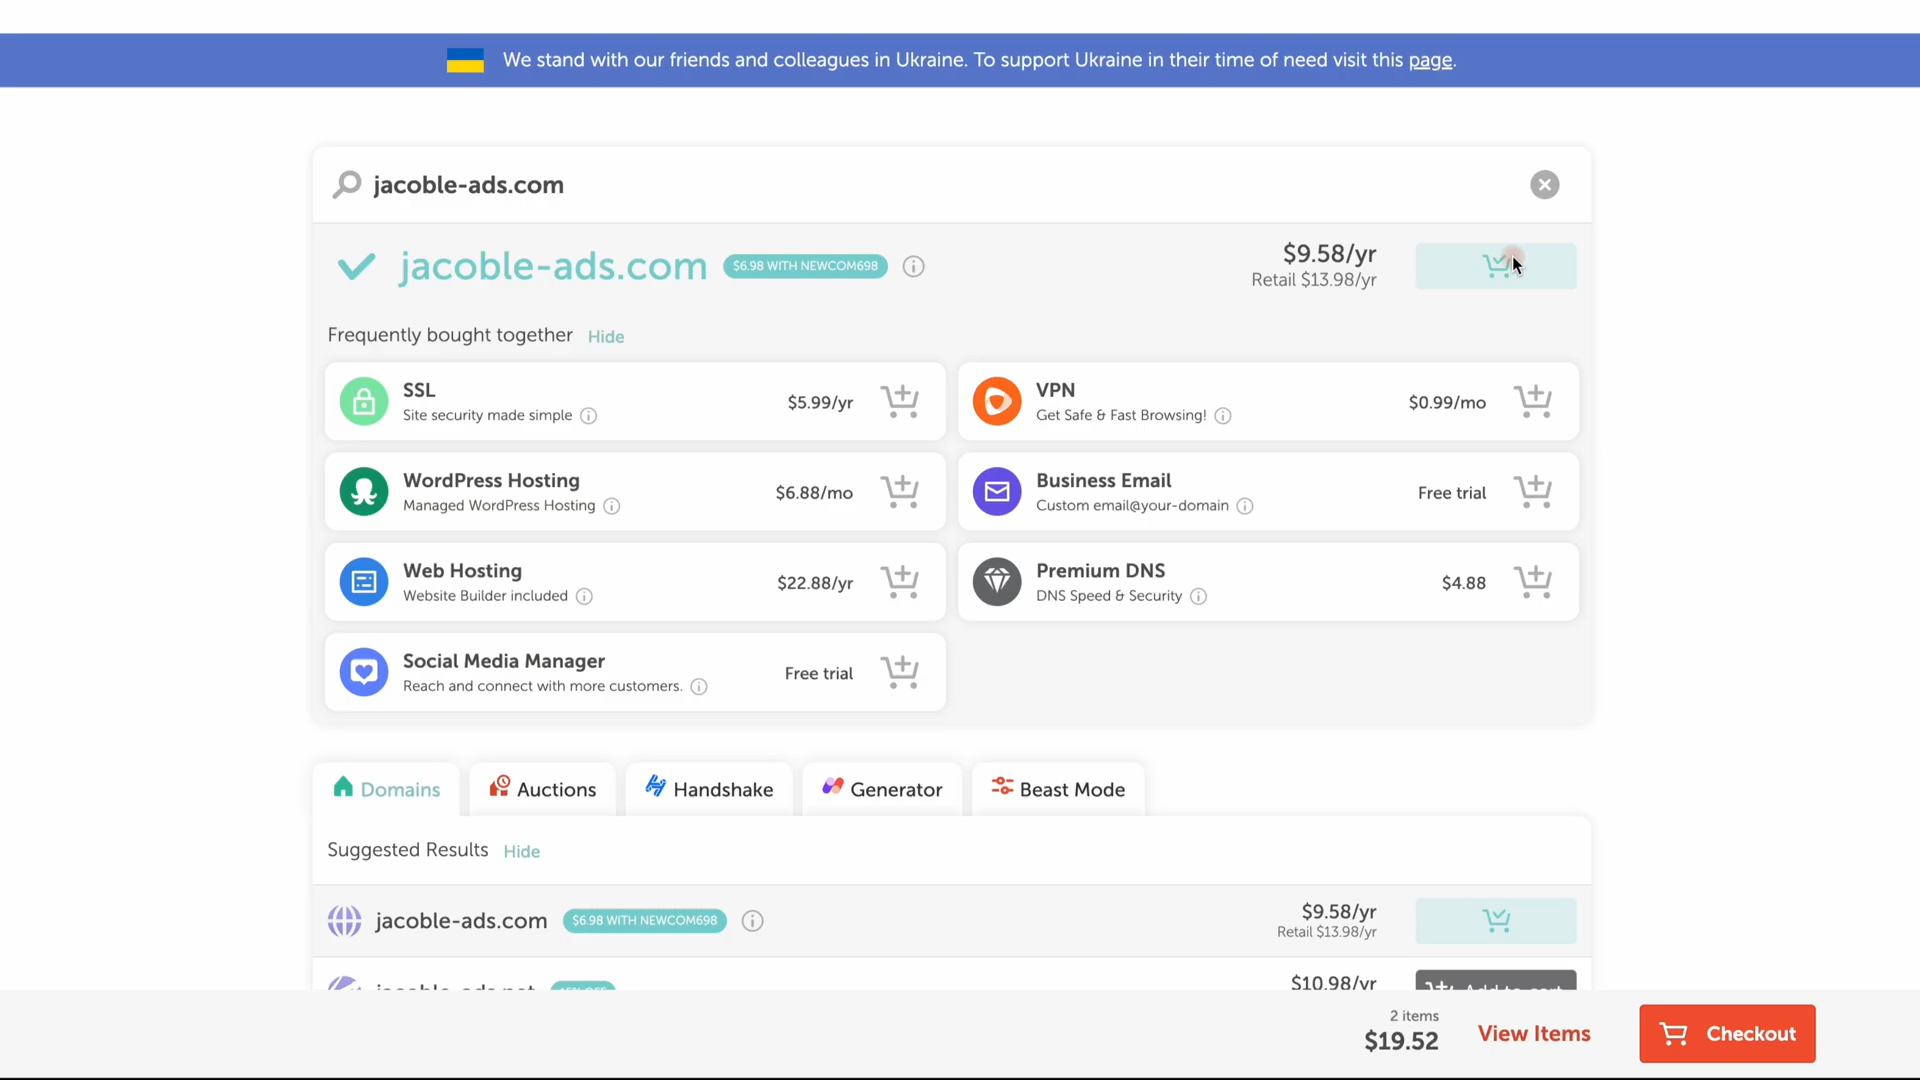 We stand with our friends and colleagues in Ukraine. To support Ukraine in their time of need visit this page.
jacoble-ads.com
jacoble-ads.com $6.98 WITH NEWCOM698
$9.58/yr
Retail $13.98/yr
Frequently bought together Hide
SSL
Site security made simple
$5.99/yr
VPN
Get Safe & Fast Browsing!
$0.99/mo
WordPress Hosting
Managed WordPress Hosting
$6.88/mo
Business Email
Custom email@your-domain
Free trial
Web Hosting
Website Builder included
$22.88/yr
Premium DNS
DNS Speed & Security
$4.88
Social Media Manager
Reach and connect with more customers.
Free trial
Domains Auctions Handshake Generator Beast Mode
Suggested Results Hide
jacoble-ads.com $6.98 WITH NEWCOM698
$9.58/yr
Retail $13.98/yr
jacoble-ads.net
$10.98/yr
Add to cart
2 items
$19.52
View Items
Checkout